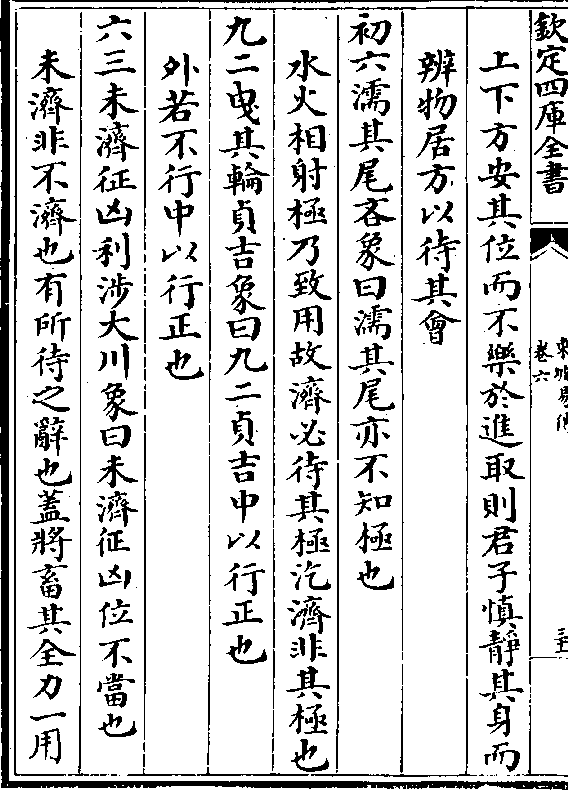 欽定四庫全書
卷六
上下方安其位而不樂於進取則君子慎靜其身而
辨物居方以待其會
初六濡其尾吝象曰濡其尾亦不知極也
水火相射極乃致用故濟必待其極汔濟非其極也
九二曳其輪貞吉象曰九二貞吉中以行正也
外若不行中以行正也
六三未濟征凶利涉大川象曰未濟征凶位不當也
未濟非不濟也有所待之辭也蓋將畜其全力一用